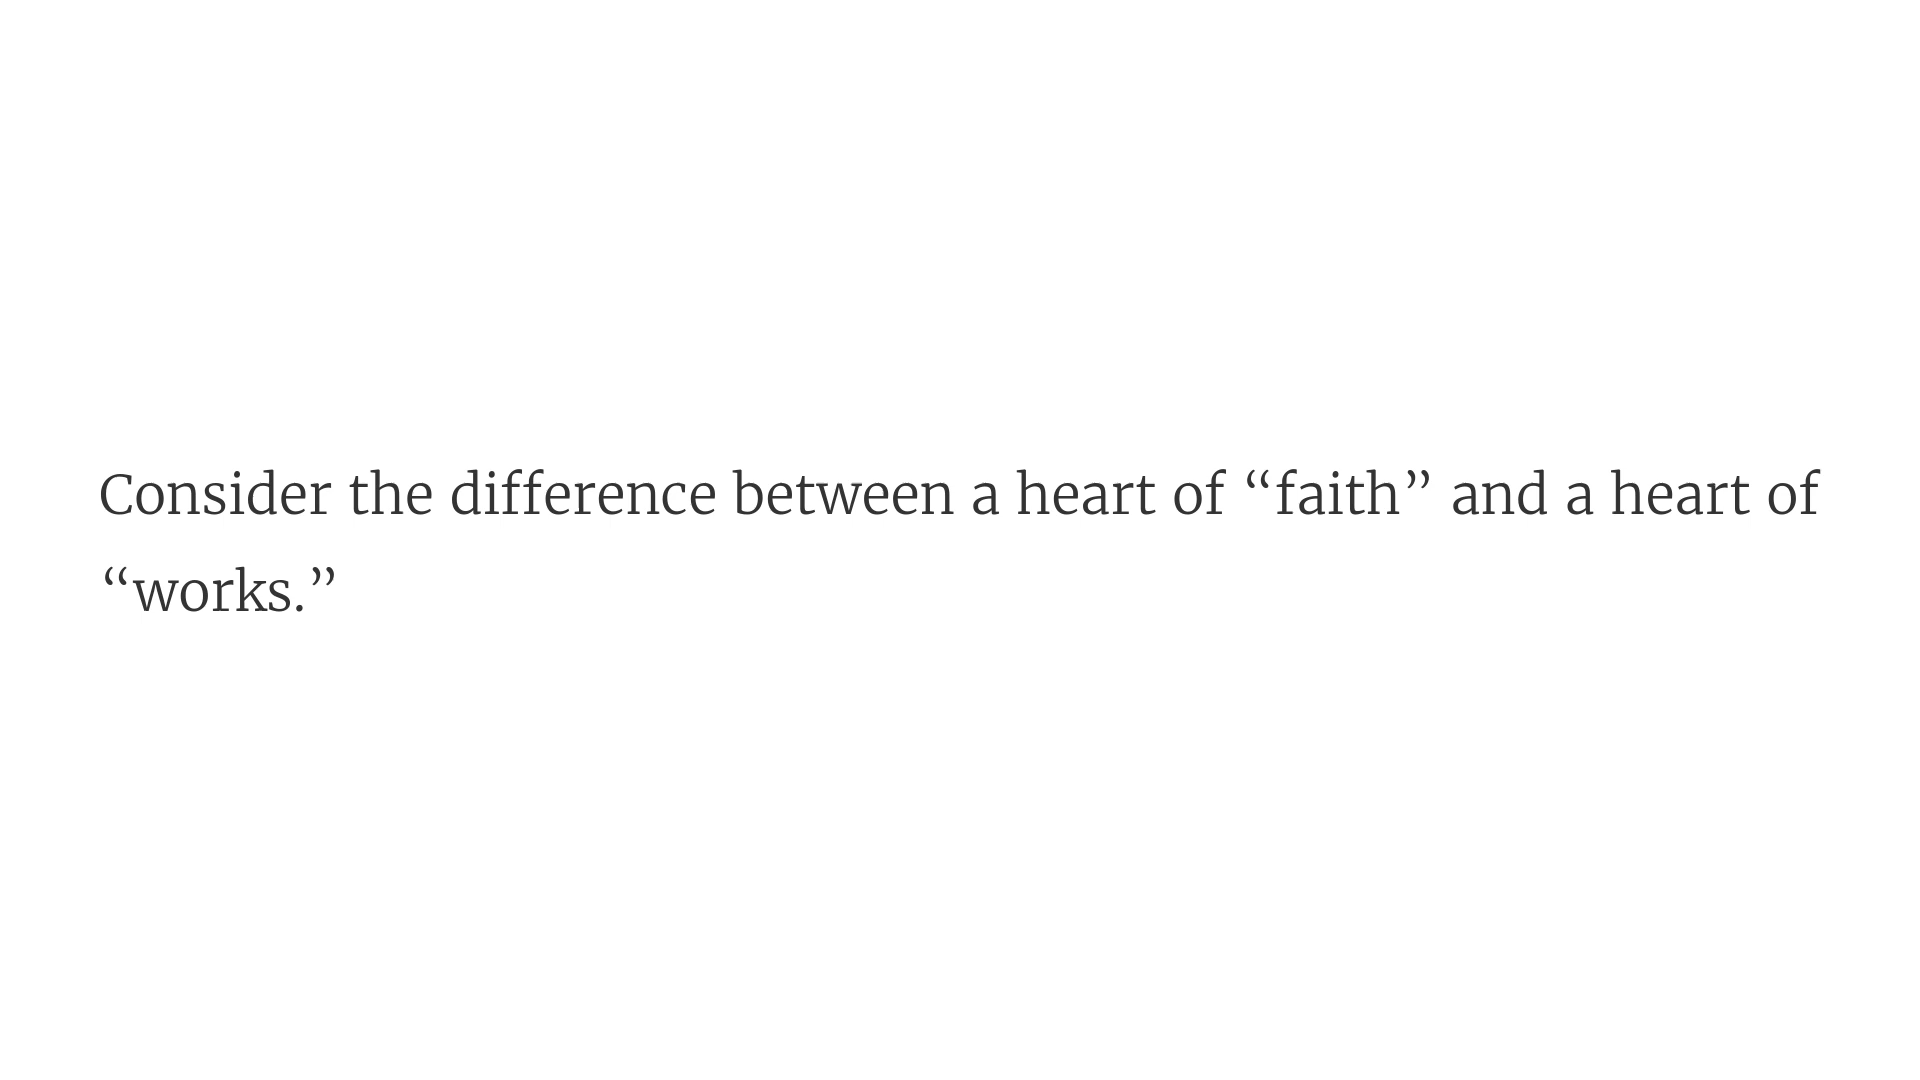 Consider the difference between a heart of “faith” and a heart of
“works.”